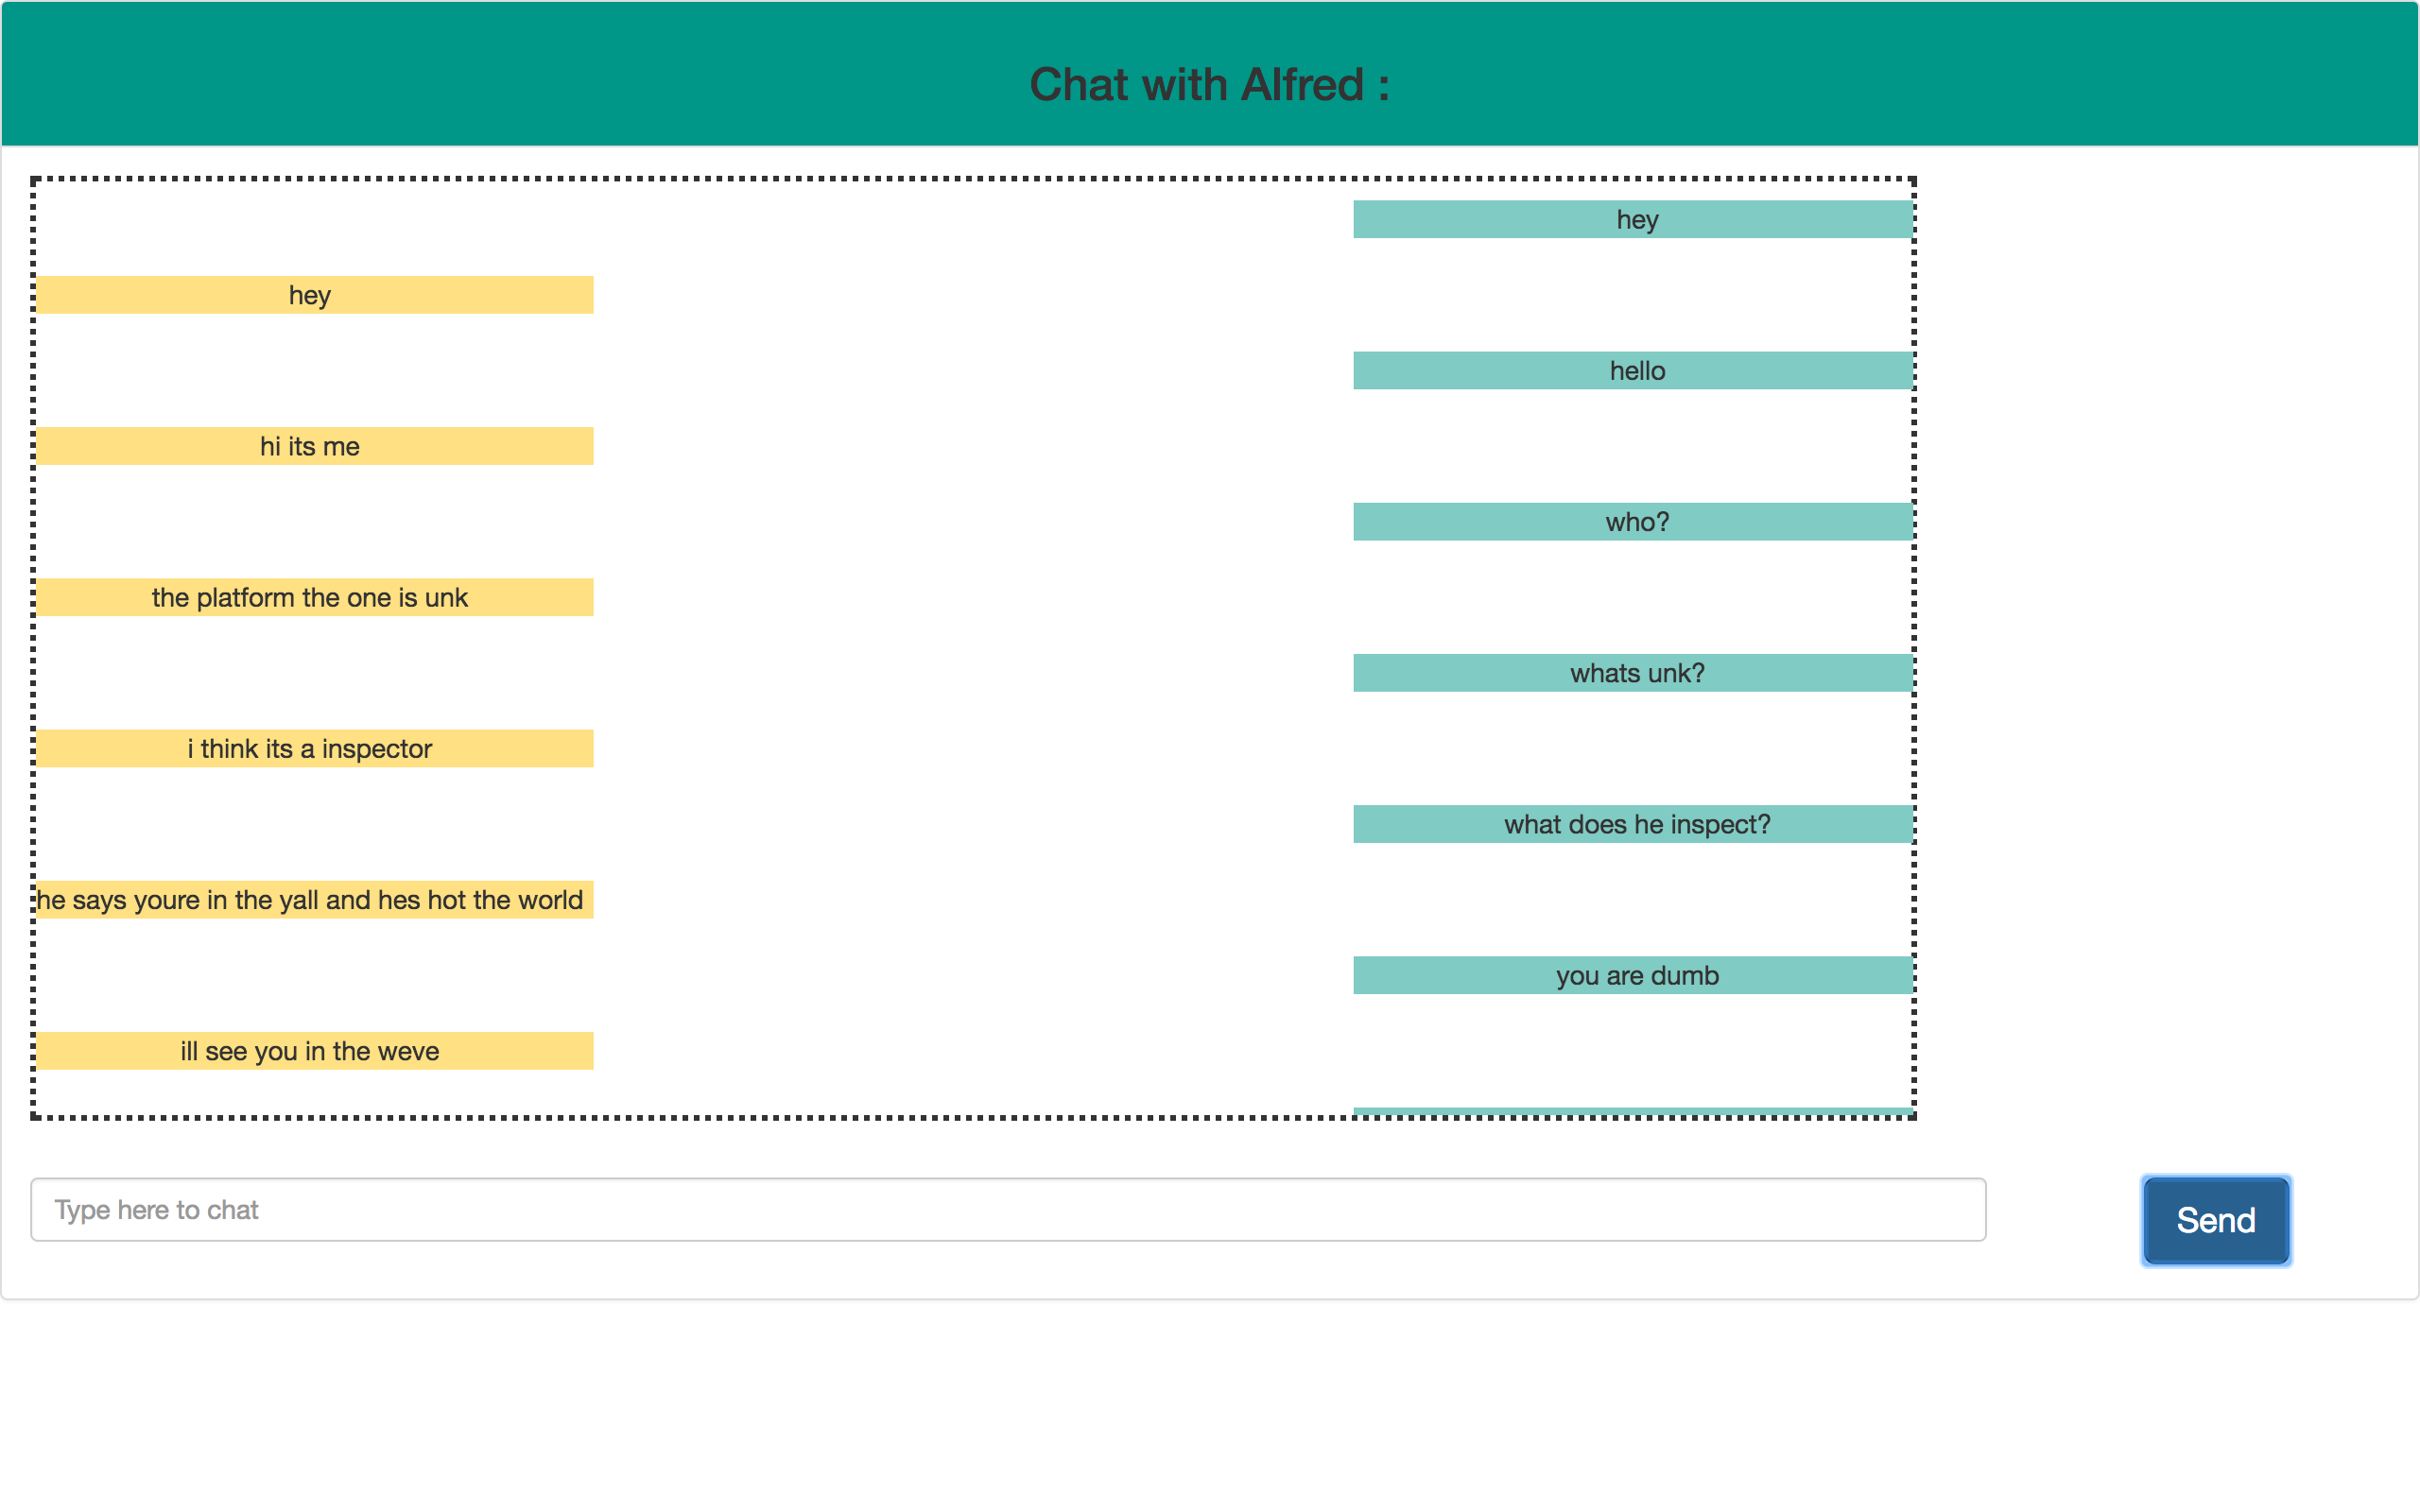 Chat with Alfred :
hey
hey
hello
hi its me
who?
the platform the one is unk
whats unk?
i think its a inspector
what does he inspect?
he says youre in the yall and hes hot the world
you are dumb
ill see you in the weve
Type here to chat
Send